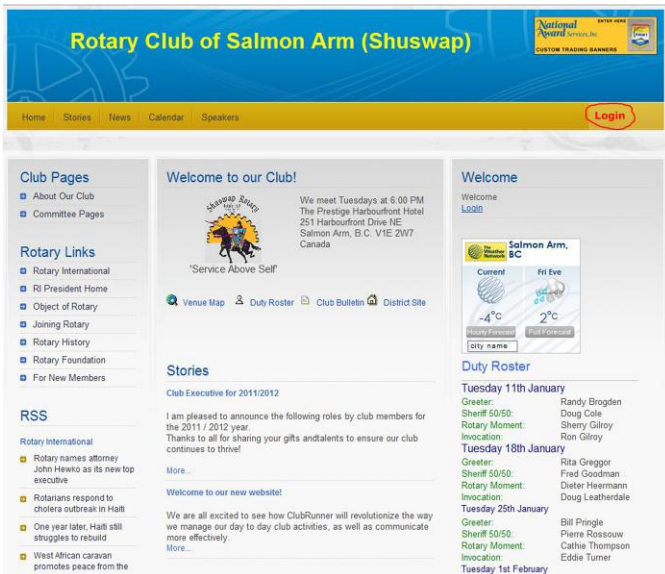 Rotary Club of Salmon Arm (Shuswap)
National
Award Services, Inc.
ENTER HERE
CUSTOM TRADING BANNERS
Home Stories News Calendar Speakers
Login
Club Pages
About Our Club
Committee Pages
Rotary Links
Rotary International
RI President Home
Object of Rotary
Joining Rotary
Rotary History
Rotary Foundation
For New Members
RSS
Rotary International
Rotary names attorney
John Hewko as its new top
executive
Rotarians respond to
cholera outbreak in Haiti
One year later, Haiti still
struggles to rebuild
West African caravan
promotes peace from the
Welcome to our Club!
Shuswap Rotary
'Service Above Self'
We meet Tuesdays at 6:00 PM
The Prestige Harbourfront Hotel
251 Harbourfront Drive NE
Salmon Arm, B.C. V1E 2W7
Canada
Venue Map Duty Roster Club Bulletin District Site
Stories
Club Executive for 2011/2012
I am pleased to announce the following roles by club members for
the 2011 / 2012 year.
Thanks to all for sharing your gifts andtalents to ensure our club
continues to thrive!
More...
Welcome to our new website!
We are all excited to see how ClubRunner will revolutionize the way
we manage our day to day club activities, as well as communicate
more effectively.
More...
Welcome
Welcome
Login
The Weather Network
Salmon Arm,
BC
Current Fri Eve
-4°C 2°C
Hourly Forecast Full Forecast
city name
Duty Roster
Tuesday 11th January
Greeter: Randy Brogden
Sheriff 50/50: Doug Cole
Rotary Moment: Sherry Gilroy
Invocation: Ron Gilroy
Tuesday 18th January
Greeter: Rita Greggor
Sheriff 50/50: Fred Goodman
Rotary Moment: Dieter Heermann
Invocation: Doug Leatherdale
Tuesday 25th January
Greeter: Bill Pringle
Sheriff 50/50: Pierre Rossouw
Rotary Moment: Cathie Thompson
Invocation: Eddie Turner
Tuesday 1st February